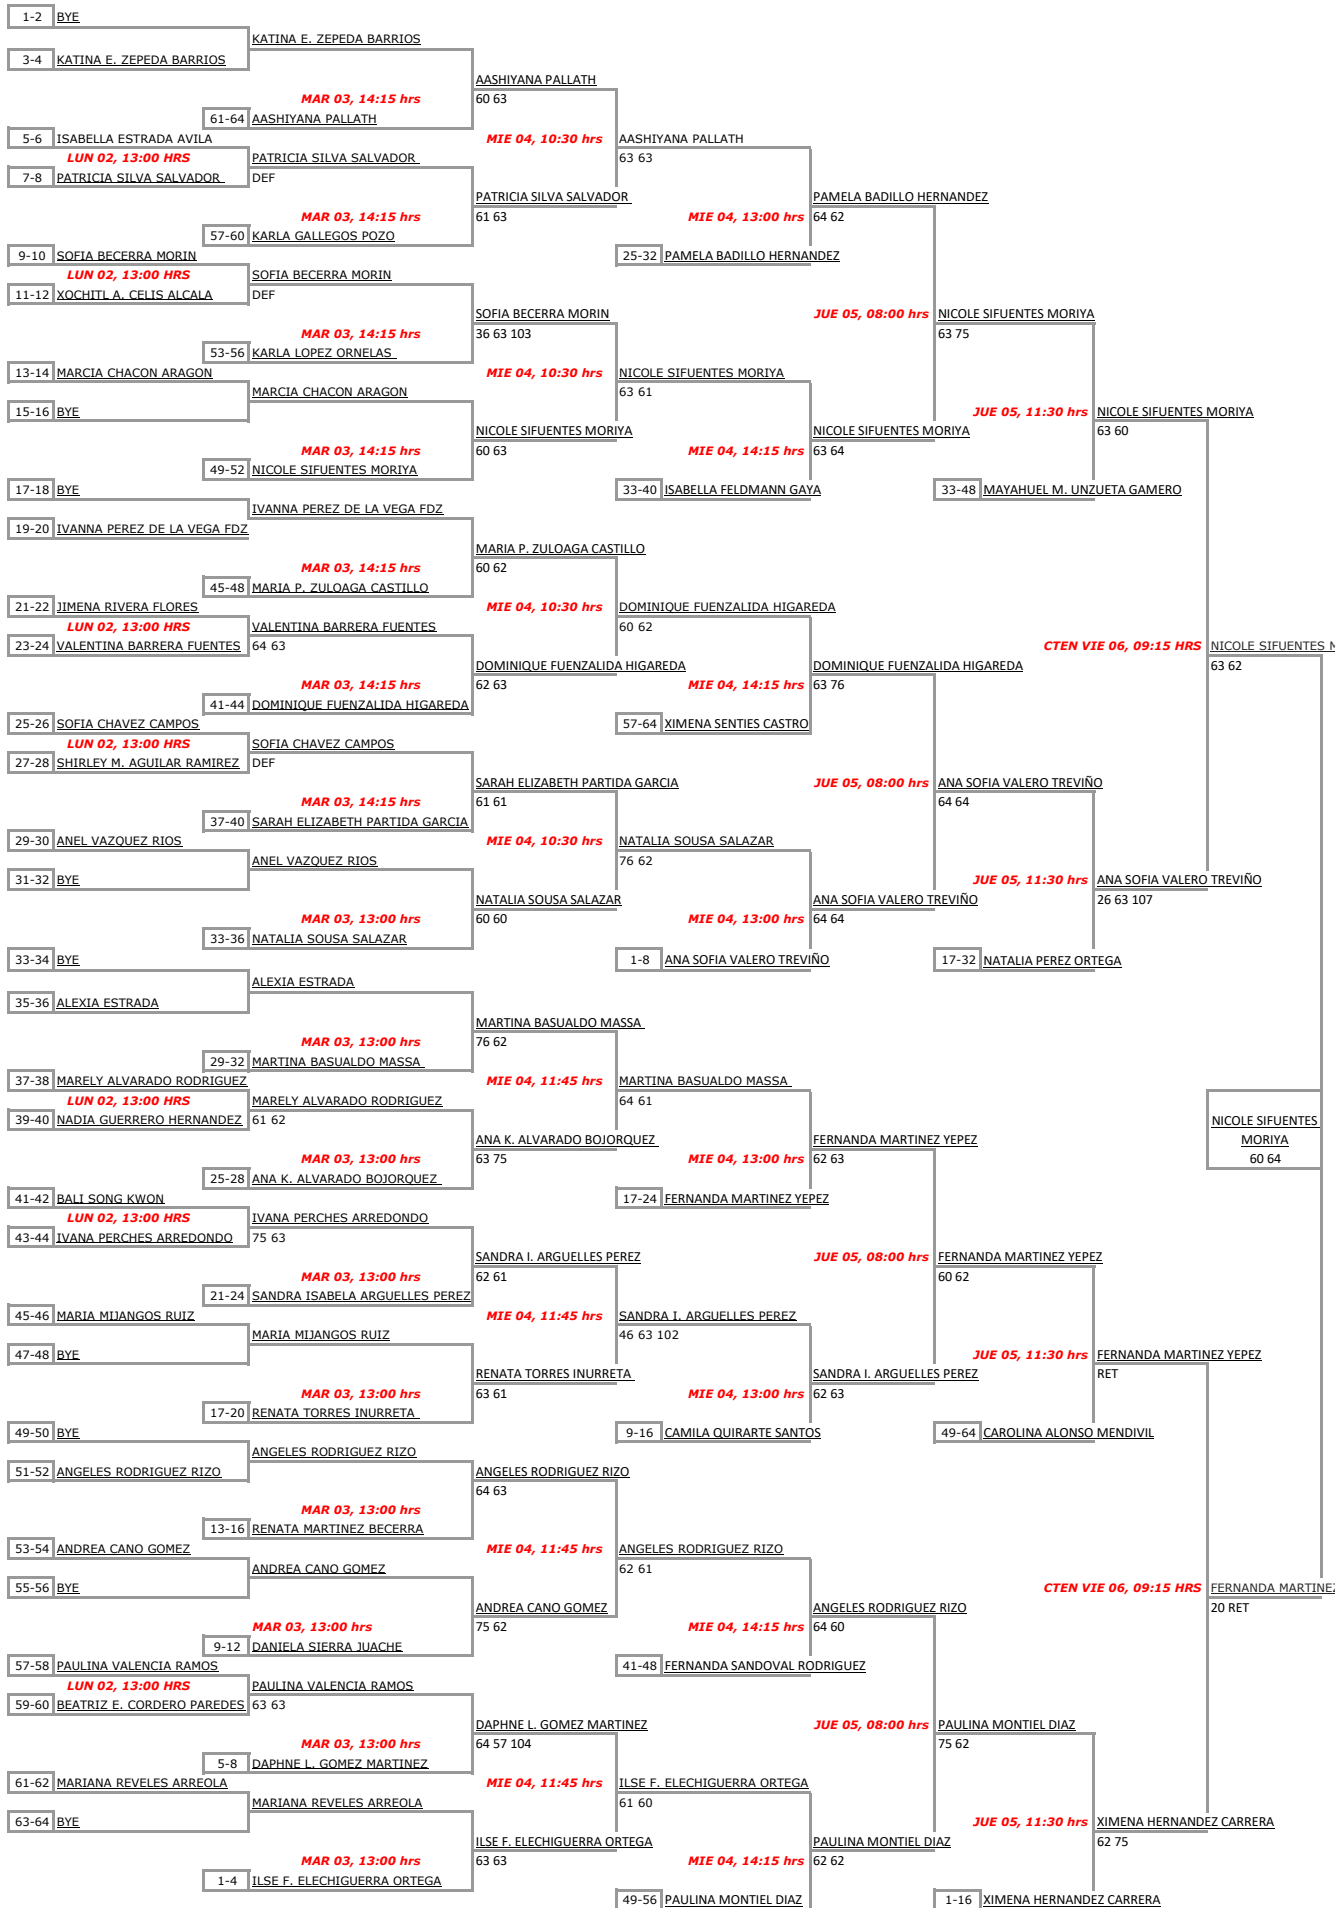 1-2 BYE
KATINA E. ZEPEDA BARRIOS
3-4 KATINA E. ZEPEDA BARRIOS
AASHIYANA PALLATH
MAR 03, 14:15 hrs 60 63
61-64 AASHIYANA PALLATH
5-6 ISABELLA ESTRADA AVILA MIE 04, 10:30 hrs AASHIYANA PALLATH
LUN 02, 13:00 HRS PATRICIA SILVA SALVADOR 63 63
7-8 PATRICIA SILVA SALVADOR DEF
PATRICIA SILVA SALVADOR PAMELA BADILLO HERNANDEZ
MAR 03, 14:15 hrs 61 63 MIE 04, 13:00 hrs 64 62
57-60 KARLA GALLEGOS POZO
9-10 SOFIA BECERRA MORIN 25-32 PAMELA BADILLO HERNANDEZ
LUN 02, 13:00 HRS SOFIA BECERRA MORIN
11-12 XOCHITL A. CELIS ALCALA DEF
SOFIA BECERRA MORIN JUE 05, 08:00 hrs NICOLE SIFUENTES MORIYA
MAR 03, 14:15 hrs 36 63 103 63 75
53-56 KARLA LOPEZ ORNELAS
13-14 MARCIA CHACON ARAGON MIE 04, 10:30 hrs NICOLE SIFUENTES MORIYA
MARCIA CHACON ARAGON 63 61
15-16 BYE JUE 05, 11:30 hrs NICOLE SIFUENTES MORIYA
NICOLE SIFUENTES MORIYA NICOLE SIFUENTES MORIYA 63 60
MAR 03, 14:15 hrs 60 63 MIE 04, 14:15 hrs 63 64
49-52 NICOLE SIFUENTES MORIYA
17-18 BYE 33-40 ISABELLA FELDMANN GAYA 33-48 MAYAHUEL M. UNZUETA GAMERO
IVANNA PEREZ DE LA VEGA FDZ
19-20 IVANNA PEREZ DE LA VEGA FDZ
MARIA P. ZULOAGA CASTILLO
MAR 03, 14:15 hrs 60 62
45-48 MARIA P. ZULOAGA CASTILLO
21-22 JIMENA RIVERA FLORES MIE 04, 10:30 hrs DOMINIQUE FUENZALIDA HIGAREDA
LUN 02, 13:00 HRS VALENTINA BARRERA FUENTES 60 62
23-24 VALENTINA BARRERA FUENTES 64 63 CTEN VIE 06, 09:15 HRS NICOLE SIFUENTES M
DOMINIQUE FUENZALIDA HIGAREDA DOMINIQUE FUENZALIDA HIGAREDA 63 62
MAR 03, 14:15 hrs 62 63 MIE 04, 14:15 hrs 63 76
41-44 DOMINIQUE FUENZALIDA HIGAREDA
25-26 SOFIA CHAVEZ CAMPOS 57-64 XIMENA SENTIES CASTRO
LUN 02, 13:00 HRS SOFIA CHAVEZ CAMPOS
27-28 SHIRLEY M. AGUILAR RAMIREZ DEF
SARAH ELIZABETH PARTIDA GARCIA JUE 05, 08:00 hrs ANA SOFIA VALERO TREVIÑO
MAR 03, 14:15 hrs 61 61 64 64
37-40 SARAH ELIZABETH PARTIDA GARCIA
29-30 ANEL VAZQUEZ RIOS MIE 04, 10:30 hrs NATALIA SOUSA SALAZAR
ANEL VAZQUEZ RIOS 76 62
31-32 BYE JUE 05, 11:30 hrs ANA SOFIA VALERO TREVIÑO
NATALIA SOUSA SALAZAR ANA SOFIA VALERO TREVIÑO 26 63 107
MAR 03, 13:00 hrs 60 60 MIE 04, 13:00 hrs 64 64
33-36 NATALIA SOUSA SALAZAR
33-34 BYE 1-8 ANA SOFIA VALERO TREVIÑO 17-32 NATALIA PEREZ ORTEGA
ALEXIA ESTRADA
35-36 ALEXIA ESTRADA
MARTINA BASUALDO MASSA
MAR 03, 13:00 hrs 76 62
29-32 MARTINA BASUALDO MASSA
37-38 MARELY ALVARADO RODRIGUEZ MIE 04, 11:45 hrs MARTINA BASUALDO MASSA
LUN 02, 13:00 HRS MARELY ALVARADO RODRIGUEZ 64 61
39-40 NADIA GUERRERO HERNANDEZ 61 62 NICOLE SIFUENTES
ANA K. ALVARADO BOJORQUEZ FERNANDA MARTINEZ YEPEZ MORIYA
MAR 03, 13:00 hrs 63 75 MIE 04, 13:00 hrs 62 63 60 64
25-28 ANA K. ALVARADO BOJORQUEZ
41-42 BALI SONG KWON 17-24 FERNANDA MARTINEZ YEPEZ
LUN 02, 13:00 HRS IVANA PERCHES ARREDONDO
43-44 IVANA PERCHES ARREDONDO 75 63
SANDRA I. ARGUELLES PEREZ JUE 05, 08:00 hrs FERNANDA MARTINEZ YEPEZ
MAR 03, 13:00 hrs 62 61 60 62
21-24 SANDRA ISABELA ARGUELLES PEREZ
45-46 MARIA MIJANGOS RUIZ MIE 04, 11:45 hrs SANDRA I. ARGUELLES PEREZ
MARIA MIJANGOS RUIZ 46 63 102
47-48 BYE JUE 05, 11:30 hrs FERNANDA MARTINEZ YEPEZ
RENATA TORRES INURRETA SANDRA I. ARGUELLES PEREZ RET
MAR 03, 13:00 hrs 63 61 MIE 04, 13:00 hrs 62 63
17-20 RENATA TORRES INURRETA
49-50 BYE 9-16 CAMILA QUIRARTE SANTOS 49-64 CAROLINA ALONSO MENDIVIL
ANGELES RODRIGUEZ RIZO
51-52 ANGELES RODRIGUEZ RIZO ANGELES RODRIGUEZ RIZO
64 63
MAR 03, 13:00 hrs
13-16 RENATA MARTINEZ BECERRA
53-54 ANDREA CANO GOMEZ MIE 04, 11:45 hrs ANGELES RODRIGUEZ RIZO
ANDREA CANO GOMEZ 62 61
55-56 BYE CTEN VIE 06, 09:15 HRS FERNANDA MARTINEZ
ANDREA CANO GOMEZ ANGELES RODRIGUEZ RIZO 20 RET
MAR 03, 13:00 hrs 75 62 MIE 04, 14:15 hrs 64 60
9-12 DANIELA SIERRA JUACHE
57-58 PAULINA VALENCIA RAMOS 41-48 FERNANDA SANDOVAL RODRIGUEZ
LUN 02, 13:00 HRS PAULINA VALENCIA RAMOS
59-60 BEATRIZ E. CORDERO PAREDES 63 63
DAPHNE L. GOMEZ MARTINEZ JUE 05, 08:00 hrs PAULINA MONTIEL DIAZ
MAR 03, 13:00 hrs 64 57 104 75 62
5-8 DAPHNE L. GOMEZ MARTINEZ
61-62 MARIANA REVELES ARREOLA MIE 04, 11:45 hrs ILSE F. ELECHIGUERRA ORTEGA
MARIANA REVELES ARREOLA 61 60
63-64 BYE JUE 05, 11:30 hrs XIMENA HERNANDEZ CARRERA
ILSE F. ELECHIGUERRA ORTEGA PAULINA MONTIEL DIAZ 62 75
MAR 03, 13:00 hrs 63 63 MIE 04, 14:15 hrs 62 62
1-4 ILSE F. ELECHIGUERRA ORTEGA
49-56 PAULINA MONTIEL DIAZ 1-16 XIMENA HERNANDEZ CARRERA